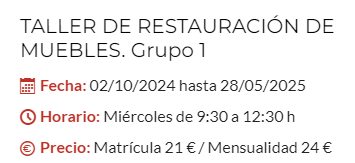 TALLER DE RESTAURACIÓN DE
MUEBLES. Grupo 1
Fecha: 02/10/2024 hasta 28/05/2025
Horario: Miércoles de 9:30 a 12:30 h
Precio: Matrícula 21 € / Mensualidad 24 €